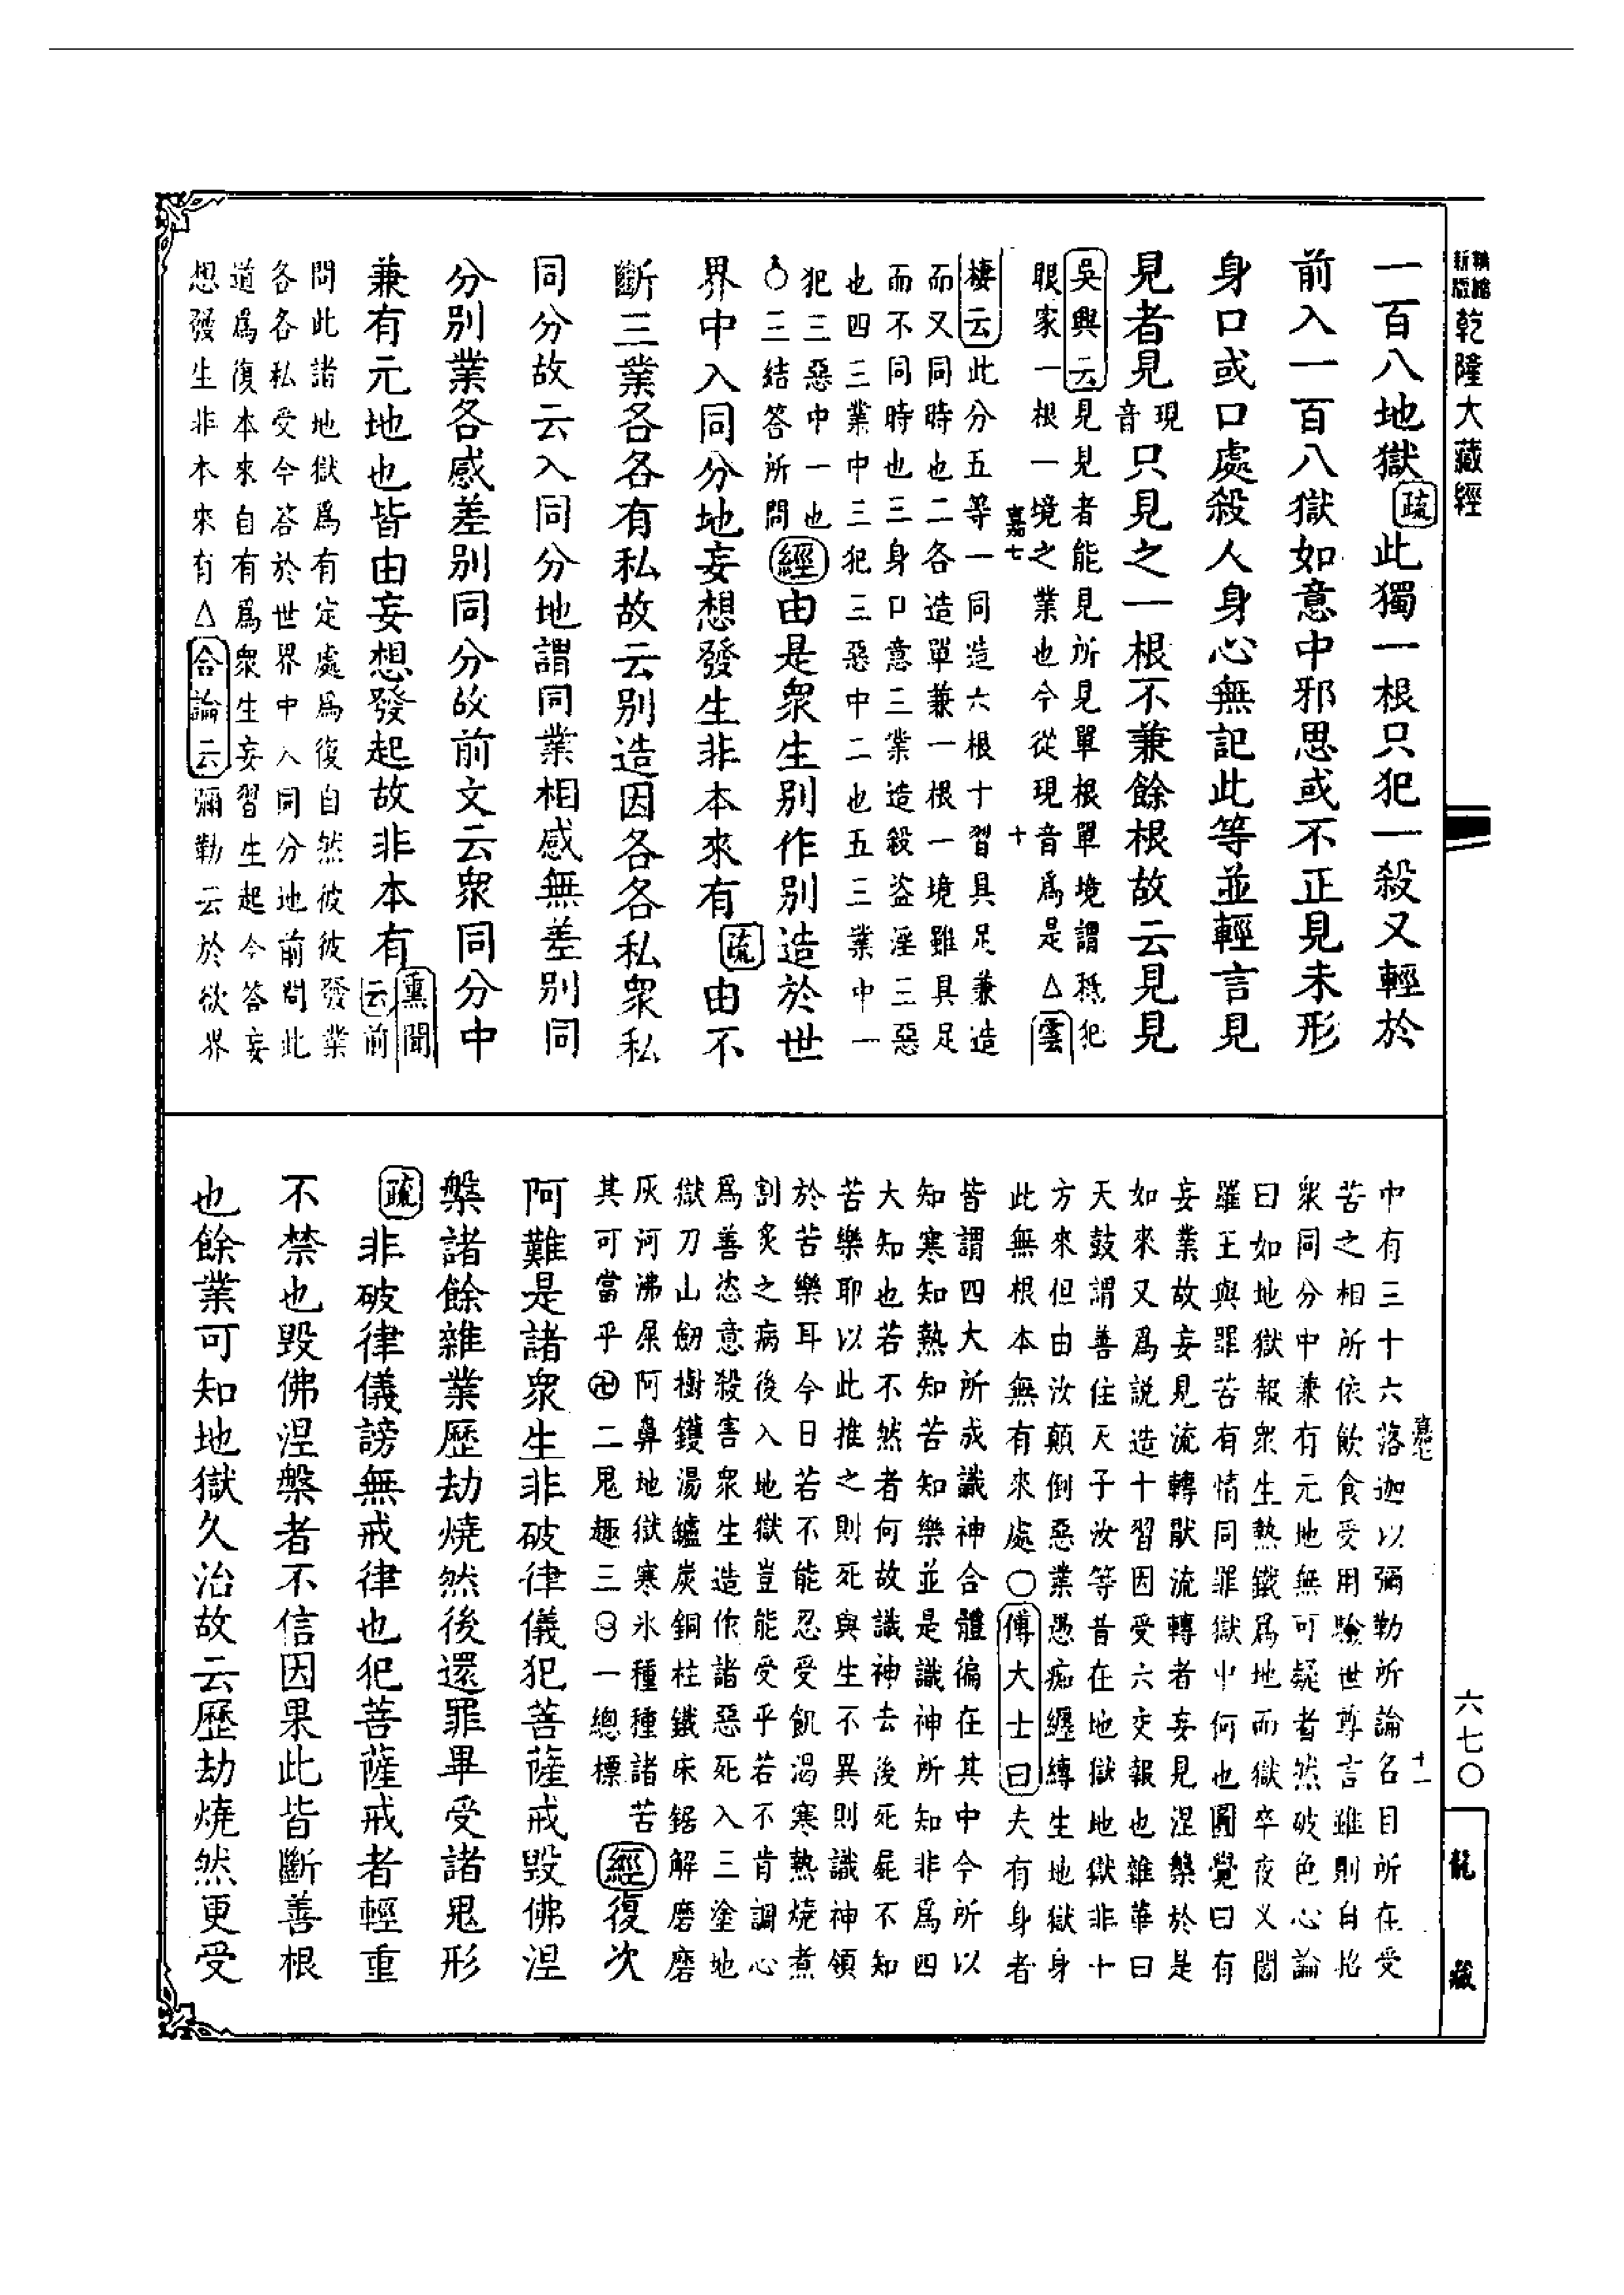 新編縮版乾隆大藏經
一百八地獄疏此獨一根只犯一殺又輕於
前入一百八獄如意中邪思或不正見未形
身口或口處殺人身心無記此等並輕言見
見者見現音只見之一根不兼餘根故云見見
吳興云見見者能見所見單根單境謂秖犯
眼家一根一境之業也今從現音爲是△雲
嘉七
十
棲云此分五等一同造六根十習具足兼造
而又同時也二各造單兼一根一境雖具足
而不同時也三身口意三業造殺盜淫三惡
也四三業中三犯三惡中二也五三業中一
犯三惡中一也
三結答所問經由是衆生別作別造於世
界中入同分地妄想發生非本來有疏由不
斷三業各各有私故云別造因各各私衆私
同分故云入同分地謂同業相感無差別同
分別業各感差別同分故前文云衆同分中
兼有元地也皆由妄想發起故非本有熏聞云前
問此諸地獄爲有定處爲復自然彼彼發業
各各私受今答於世界中入同分地前問此
道爲復本來自有爲衆生妄習生起今答妄
想發生非本來有△合論云彌勒云於欲界
嘉七
十一
中有三十六落迦以彌勒所論名目所在受
苦之相所依飲食受用驗世尊言雖則自招
衆同分中兼有元地無可疑者然破色心論
曰如地獄報衆生熱鐵爲地而獄卒夜义閻
羅王與罪苦有情同罪獄中何也圓覺曰有
妄業故妄見流轉厭流轉者妄見涅槃於是
如來又爲說造十習因受六交報也雜華曰
天鼓謂善住天子汝等昔在地獄地獄非十
方來但由汝顛倒惡業愚痴纒縛生地獄身
此無根本無有來處○傅大士曰夫有身者
皆謂四大所成識神合體徧在其中今所以
知寒知熱知苦知樂並是識神所知非爲四
大知也若不然者何故識神去後死屍不知
苦樂耶以此推之則死與生不異則識神領
於苦樂耳今日若不能忍受飢渴寒熱燒煮
割炙之病後入地獄豈能受乎若不肯調心
爲善恣意殺害衆生造作諸惡死入三塗地
獄刀山劒樹鑊湯鑪炭銅柱鐵床鋸解磨磨
灰河沸屎阿鼻地獄寒氷種種諸苦
其可當乎卍二鬼趣三一總標經復次
阿難是諸衆生非破律儀犯菩薩戒毀佛涅
槃諸餘雜業歷劫燒然後還罪畢受諸鬼形
疏非破律儀謗無戒律也犯菩薩戒者輕重
不禁也毀佛涅槃者不信因果此皆斷善根
也餘業可知地獄久治故云歷劫燒然更受
六七〇
龍藏